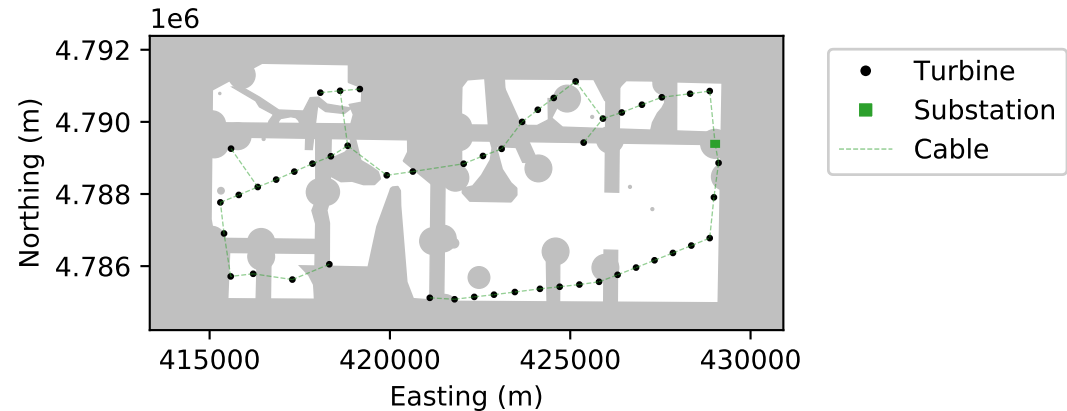 1e6
4.792
4.790
4.788
4.786
Northing (m)
415000 420000 425000 430000
Easting (m)
Turbine
Substation
Cable